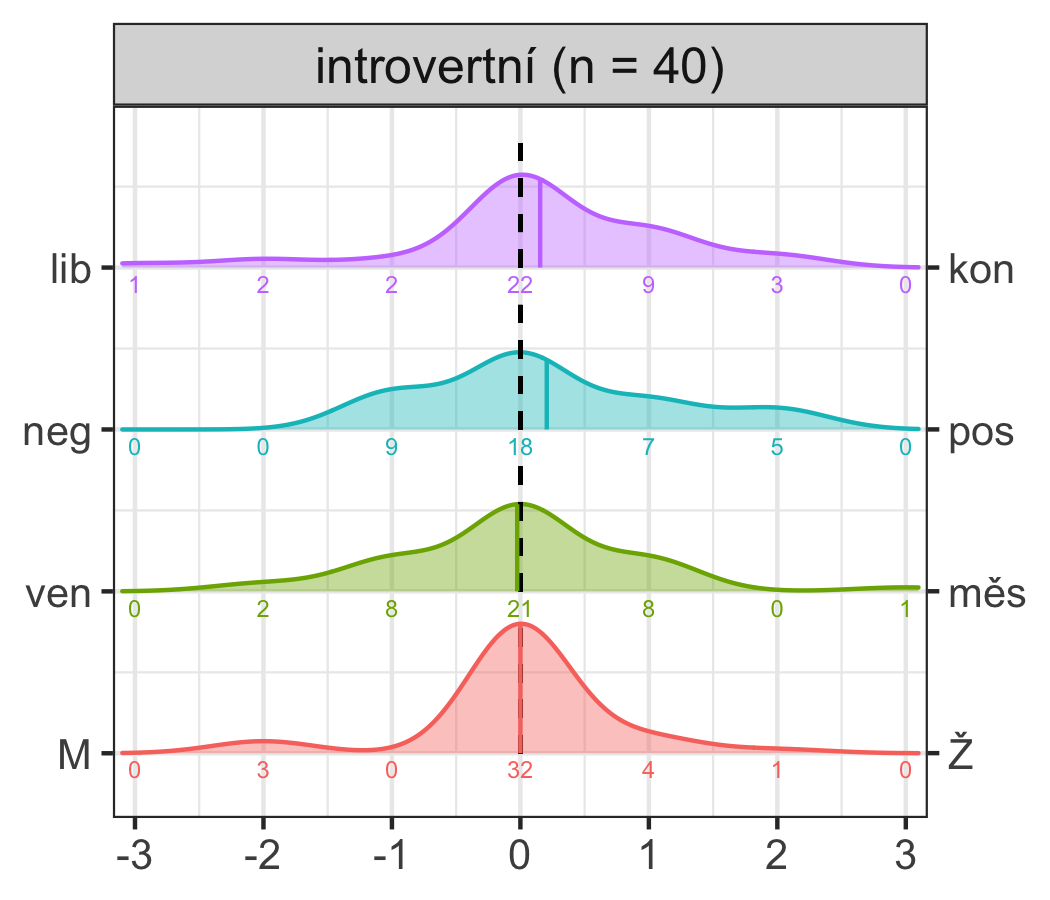 introvertní (n = 40)
lib kon
1 2 2 22 9 3 0
neg pos
0 0 9 18 7 5 0
ven měs
0 2 8 21 8 0 1
M Ž
0 3 0 32 4 1 0
-3 -2 -1 0 1 2 3